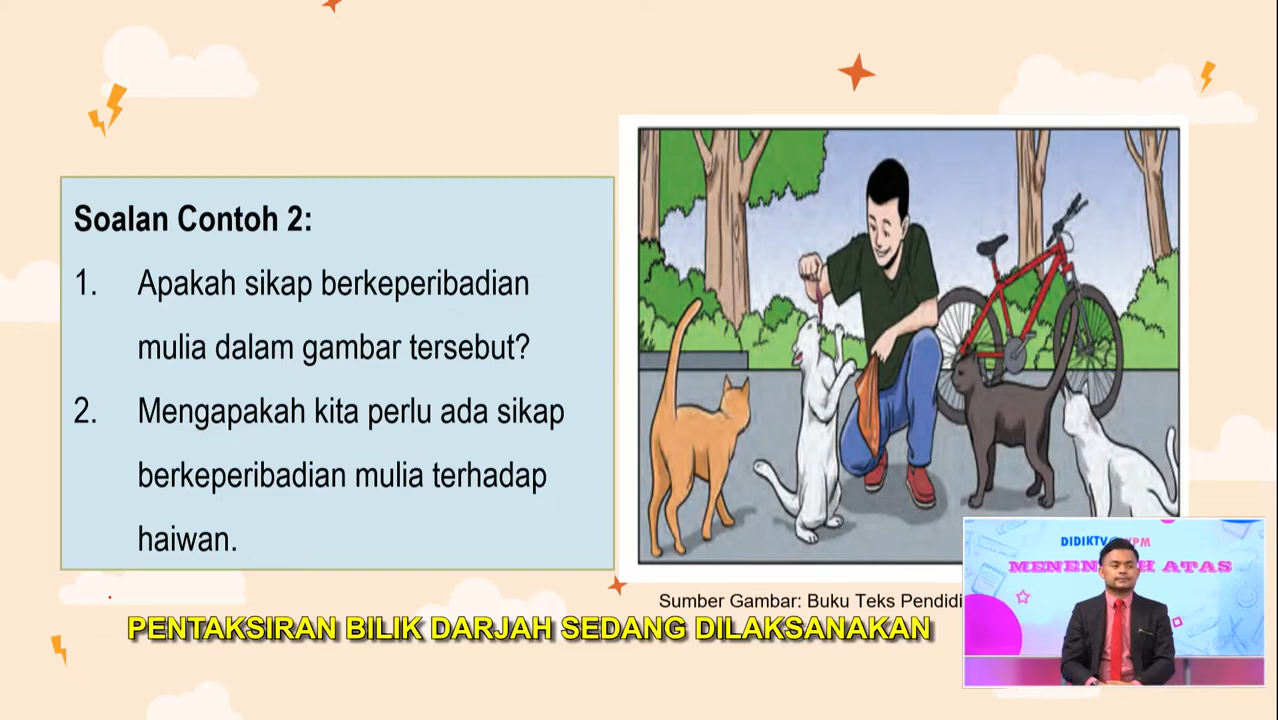 Soalan Contoh 2:
1. Apakah sikap berkeperibadian
mulia dalam gambar tersebut?
2. Mengapakah kita perlu ada sikap
berkeperibadian mulia terhadap
haiwan.
Sumber Gambar: Buku Teks
PENTAKSIRAN BILIK DARJAH SEDANG DILAKSANAKAN
DIDIKTV
ATAS